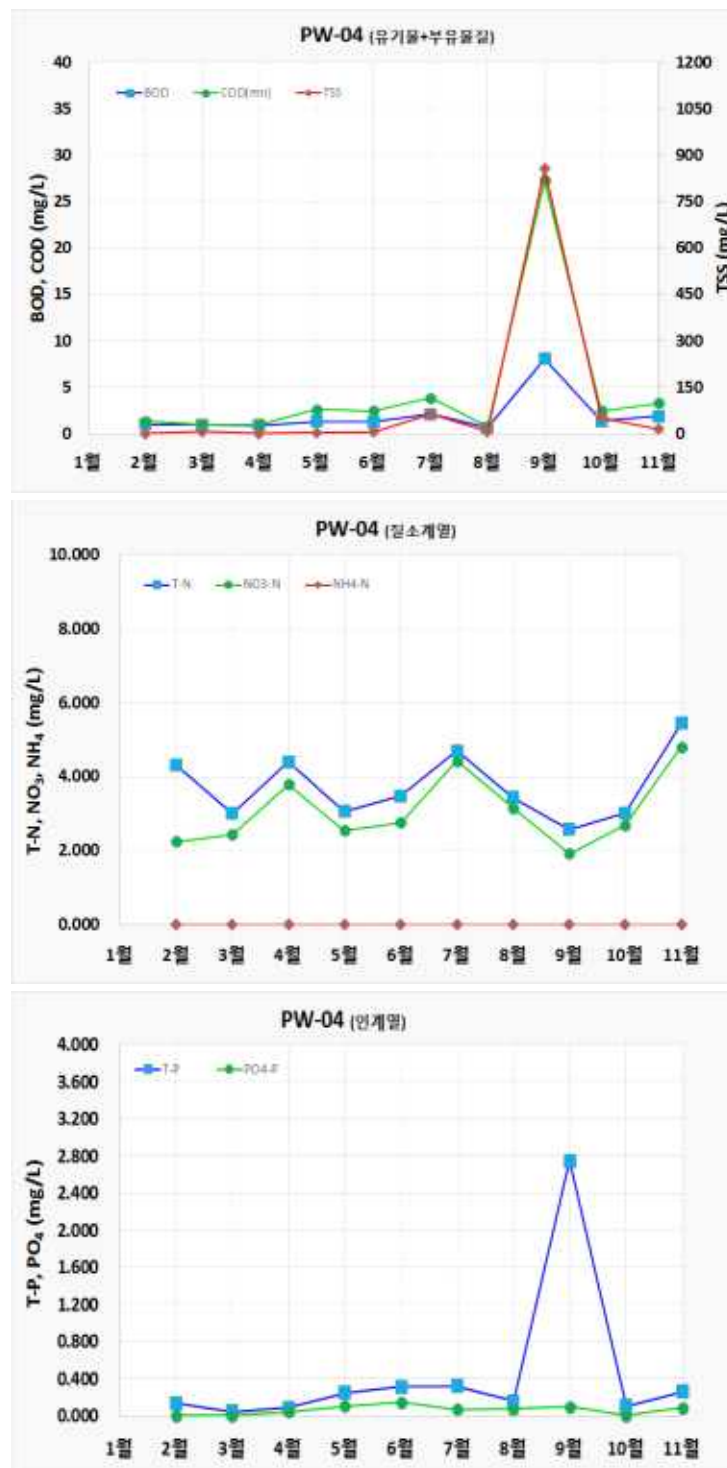 PW-04 (유기물+부유물질)
BOD COD(mn) TSS
BOD, COD (mg/L)
40
35
30
25
20
15
10
5
0
TSS (mg/L)
1200
1050
900
750
600
450
300
150
0
1월 2월 3월 4월 5월 6월 7월 8월 9월 10월 11월
PW-04 (질소계열)
T-N NO3-N NH4-N
T-N, NO₃, NH₄ (mg/L)
10.000
8.000
6.000
4.000
2.000
0.000
1월 2월 3월 4월 5월 6월 7월 8월 9월 10월 11월
PW-04 (인계열)
T-P PO4-P
T-P, PO₄ (mg/L)
4.000
3.600
3.200
2.800
2.400
2.000
1.600
1.200
0.800
0.400
0.000
1월 2월 3월 4월 5월 6월 7월 8월 9월 10월 11월